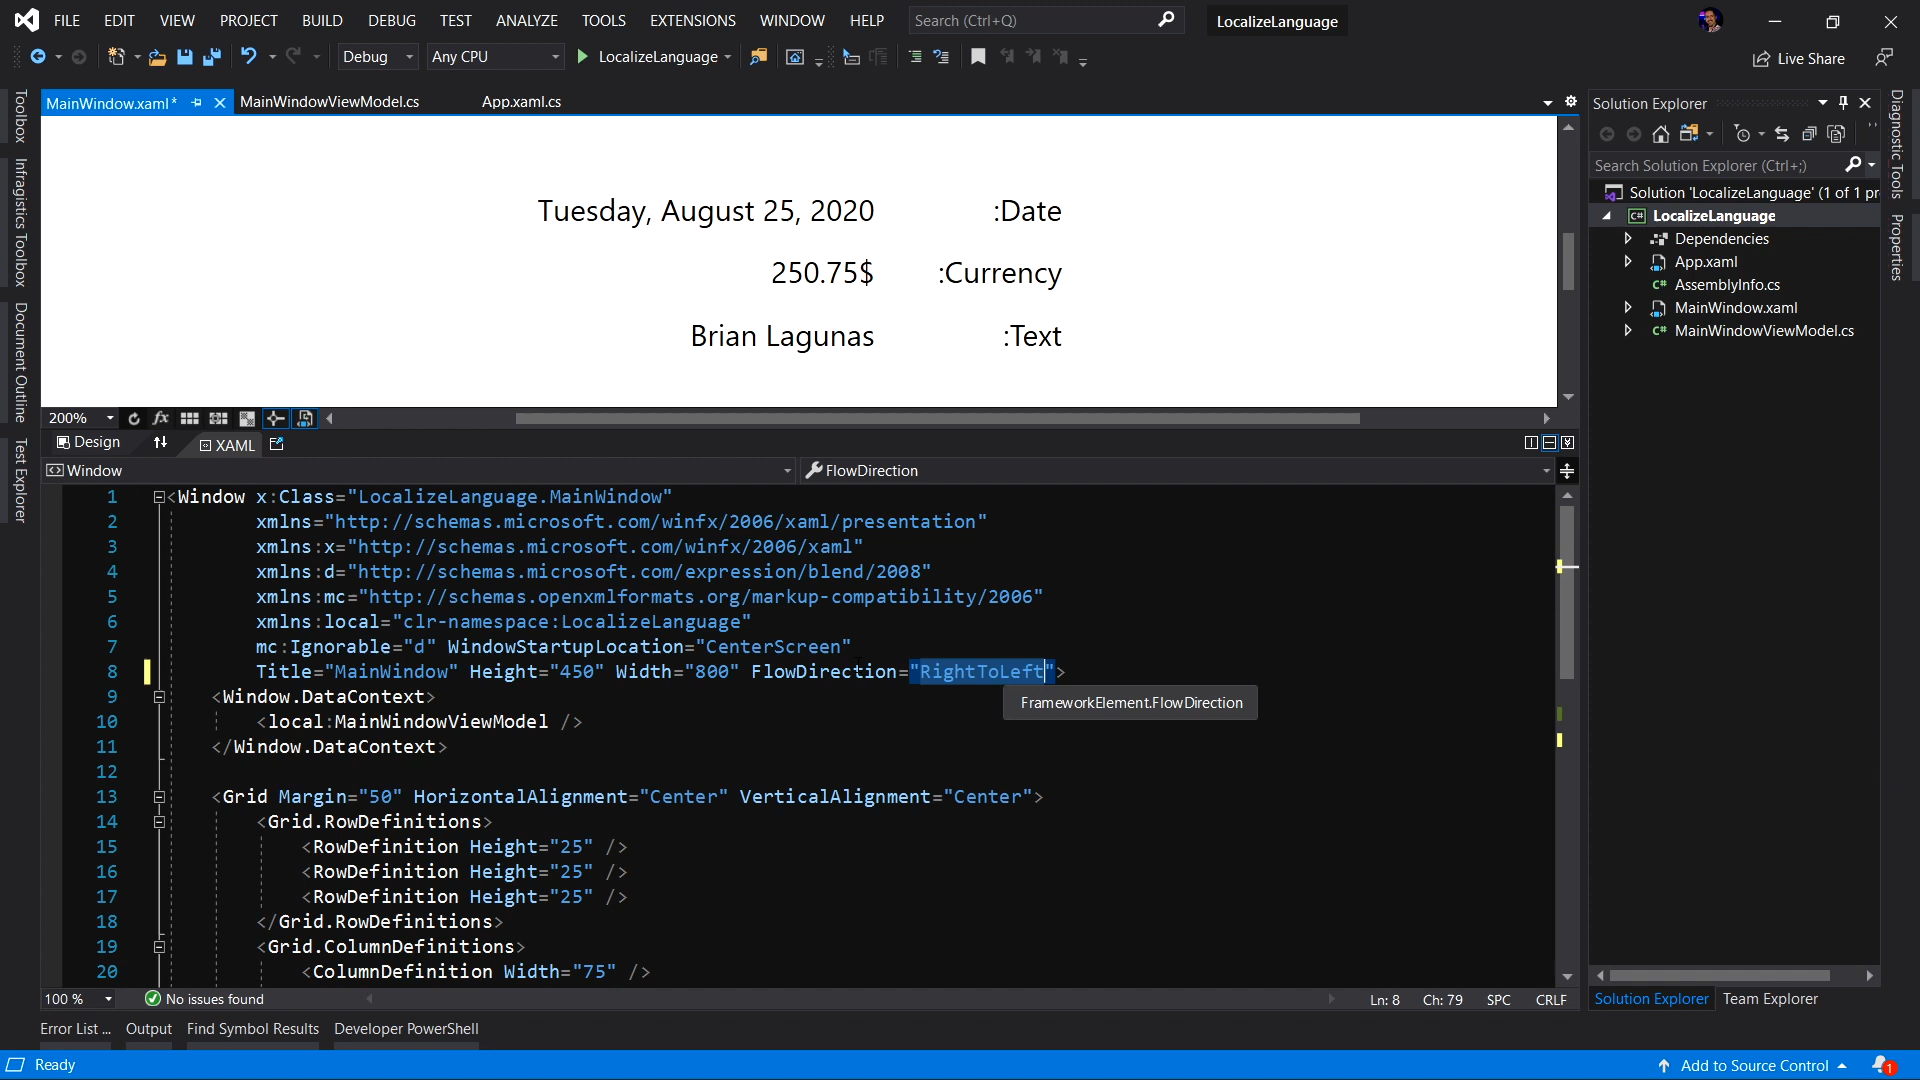 FILE EDIT VIEW PROJECT BUILD DEBUG TEST ANALYZE TOOLS EXTENSIONS WINDOW HELP Search (Ctrl+Q) LocalizeLanguage
Debug Any CPU LocalizeLanguage Live Share
MainWindow.xaml* MainWindowViewModel.cs App.xaml.cs
Toolbox
Infragistics Toolbox
Document Outline
Test Explorer
Tuesday, August 25, 2020 :Date
250.75$ :Currency
Brian Lagunas :Text
200% fx
Design XAML
Window FlowDirection
1 <Window x:Class="LocalizeLanguage.MainWindow"
2 xmlns="http://schemas.microsoft.com/winfx/2006/xaml/presentation"
3 xmlns:x="http://schemas.microsoft.com/winfx/2006/xaml"
4 xmlns:d="http://schemas.microsoft.com/expression/blend/2008"
5 xmlns:mc="http://schemas.openxmlformats.org/markup-compatibility/2006"
6 xmlns:local="clr-namespace:LocalizeLanguage"
7 mc:Ignorable="d" WindowStartupLocation="CenterScreen"
8 Title="MainWindow" Height="450" Width="800" FlowDirection="RightToLeft">
FrameworkElement.FlowDirection
9 <Window.DataContext>
10 <local:MainWindowViewModel />
11 </Window.DataContext>
12
13 <Grid Margin="50" HorizontalAlignment="Center" VerticalAlignment="Center">
14 <Grid.RowDefinitions>
15 <RowDefinition Height="25" />
16 <RowDefinition Height="25" />
17 <RowDefinition Height="25" />
18 </Grid.RowDefinitions>
19 <Grid.ColumnDefinitions>
20 <ColumnDefinition Width="75" />
100 % No issues found Ln: 8 Ch: 79 SPC CRLF
Solution Explorer
Search Solution Explorer (Ctrl+;)
Solution 'LocalizeLanguage' (1 of 1 pr
C# LocalizeLanguage
Dependencies
App.xaml
C# AssemblyInfo.cs
MainWindow.xaml
C# MainWindowViewModel.cs
Solution Explorer Team Explorer
Diagnostic Tools
Properties
Error List ... Output Find Symbol Results Developer PowerShell
Ready Add to Source Control 1